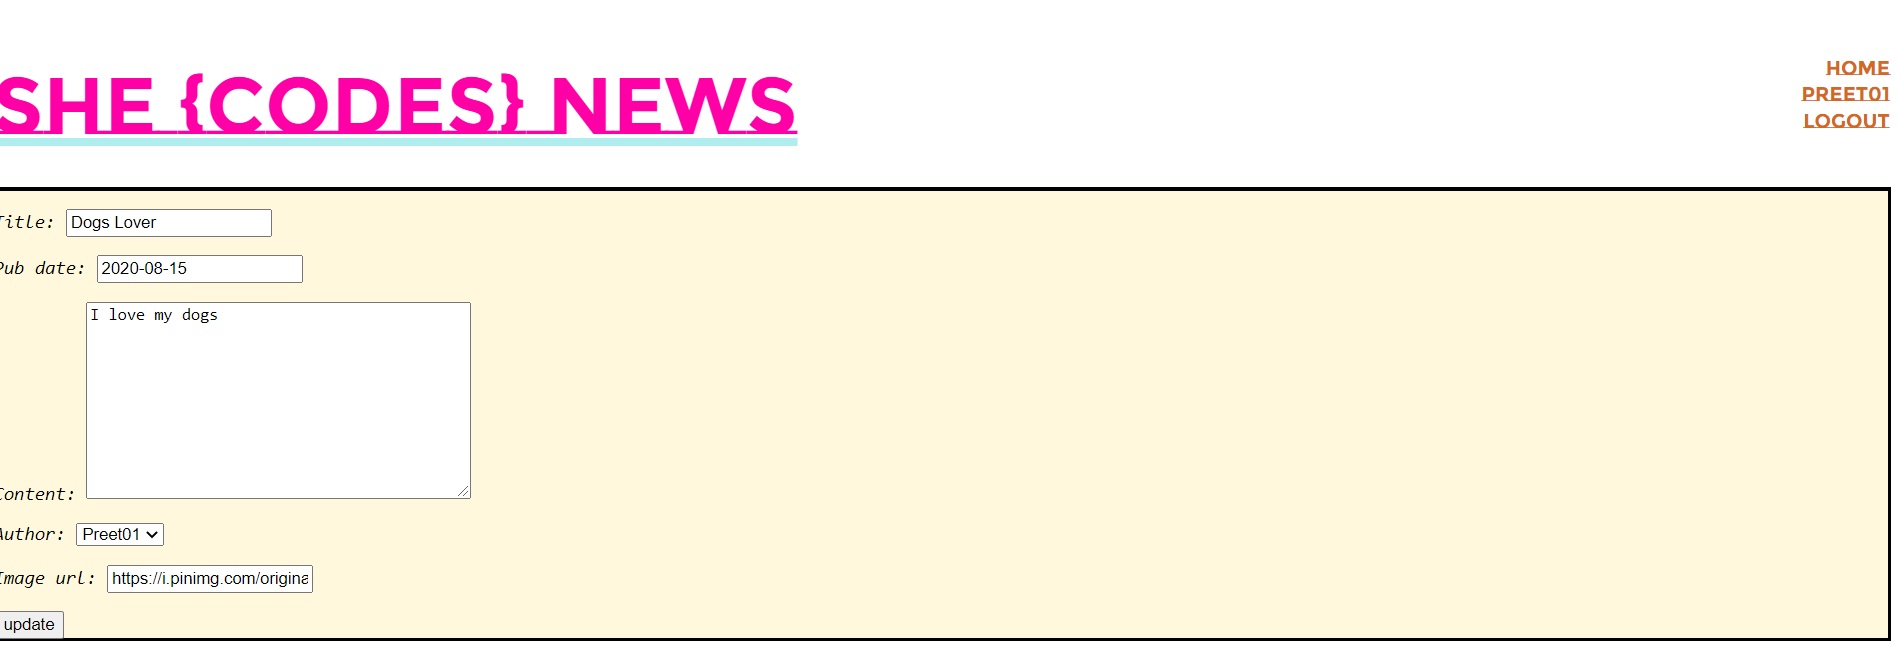 SHE {CODES} NEWS
HOME
PREET01
LOGOUT
Title: Dogs Lover
Pub date: 2020-08-15
I love my dogs
Content:
Author: Preet01
Image url: https://i.pinimg.com/origina
update